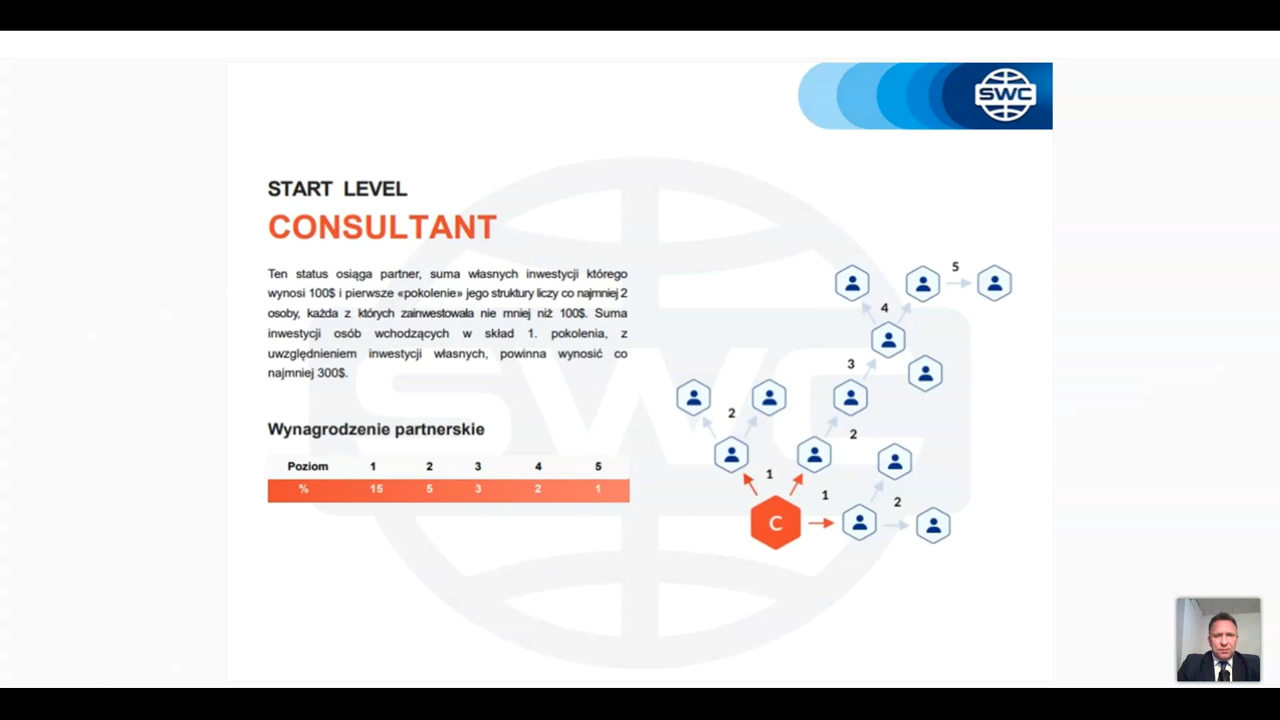 SWC
START LEVEL
CONSULTANT
Ten status osiąga partner, suma własnych inwestycji którego
wynosi 100$ i pierwsze «pokolenie» jego struktury liczy co najmniej 2
osoby, każda z których zainwestowała nie mniej niż 100$. Suma
inwestycji osób wchodzących w skład 1. pokolenia, z
uwzględnieniem inwestycji własnych, powinna wynosić co
najmniej 300$.
Wynagrodzenie partnerskie
Poziom 1 2 3 4 5
% 15 5 3 2 1
5
4
3
2
2
1
1
2
C
SWC